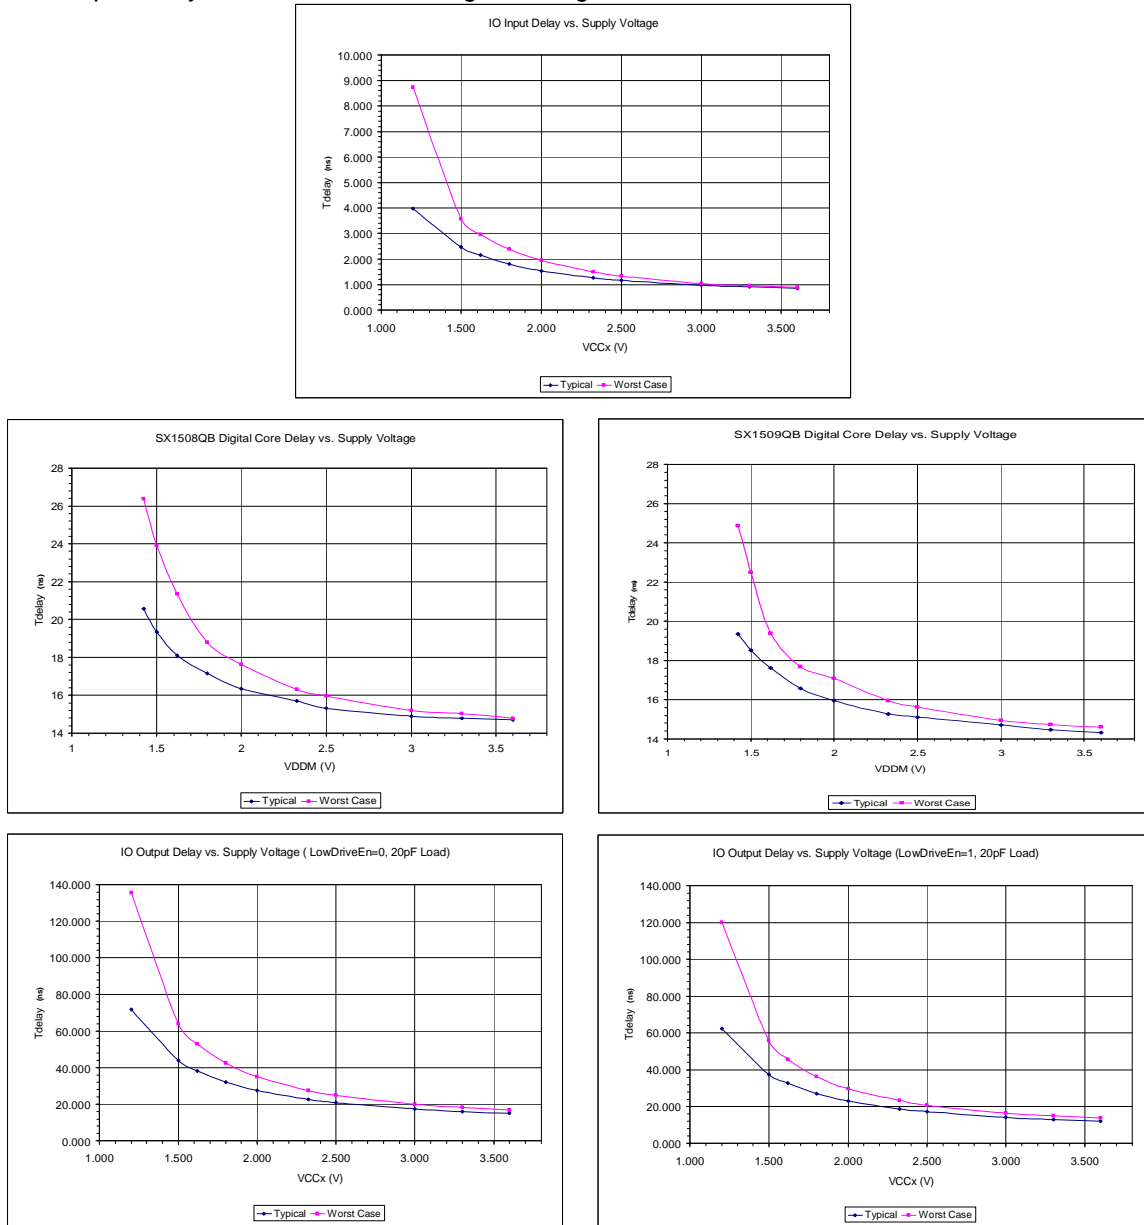 IO Input Delay vs. Supply Voltage
10.000
9.000
8.000
7.000
6.000
5.000
4.000
3.000
2.000
1.000
0.000
Tdelay (ns)
1.000 1.500 2.000 2.500 3.000 3.500
VCCx (V)
Typical Worst Case
SX1508QB Digital Core Delay vs. Supply Voltage
28
26
24
22
20
18
16
14
Tdelay (ns)
1 1.5 2 2.5 3 3.5
VDDM (V)
Typical Worst Case
SX1509QB Digital Core Delay vs. Supply Voltage
28
26
24
22
20
18
16
14
Tdelay (ns)
1 1.5 2 2.5 3 3.5
VDDM (V)
Typical Worst Case
IO Output Delay vs. Supply Voltage ( LowDriveEn=0, 20pF Load)
140.000
120.000
100.000
80.000
60.000
40.000
20.000
0.000
Tdelay (ns)
1.000 1.500 2.000 2.500 3.000 3.500
VCCx (V)
Typical Worst Case
IO Output Delay vs. Supply Voltage (LowDriveEn=1, 20pF Load)
140.000
120.000
100.000
80.000
60.000
40.000
20.000
0.000
Tdelay (ns)
1.000 1.500 2.000 2.500 3.000 3.500
VCCx (V)
Typical Worst Case